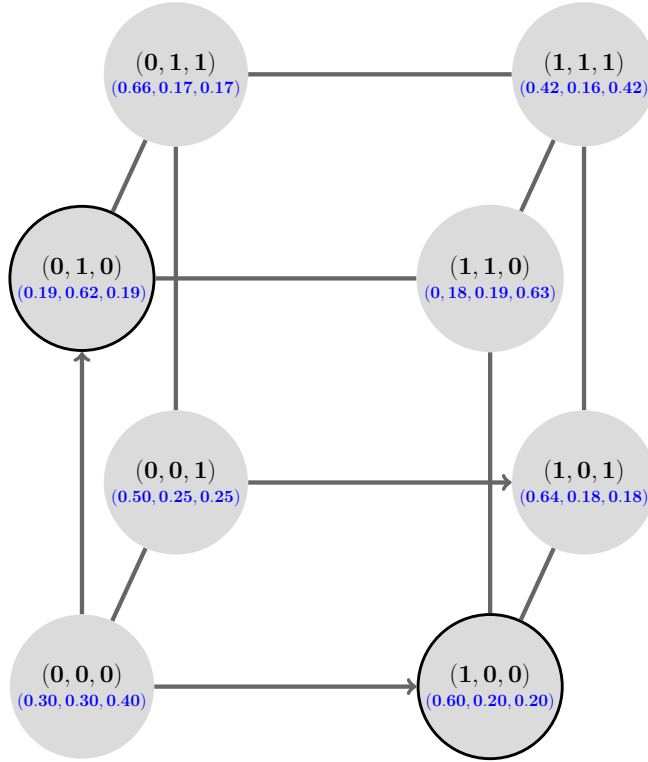 (0, 1, 1)
(0.66, 0.17, 0.17)
(1, 1, 1)
(0.42, 0.16, 0.42)
(0, 1, 0)
(0.19, 0.62, 0.19)
(1, 1, 0)
(0, 18, 0.19, 0.63)
(0, 0, 1)
(0.50, 0.25, 0.25)
(1, 0, 1)
(0.64, 0.18, 0.18)
(0, 0, 0)
(0.30, 0.30, 0.40)
(1, 0, 0)
(0.60, 0.20, 0.20)